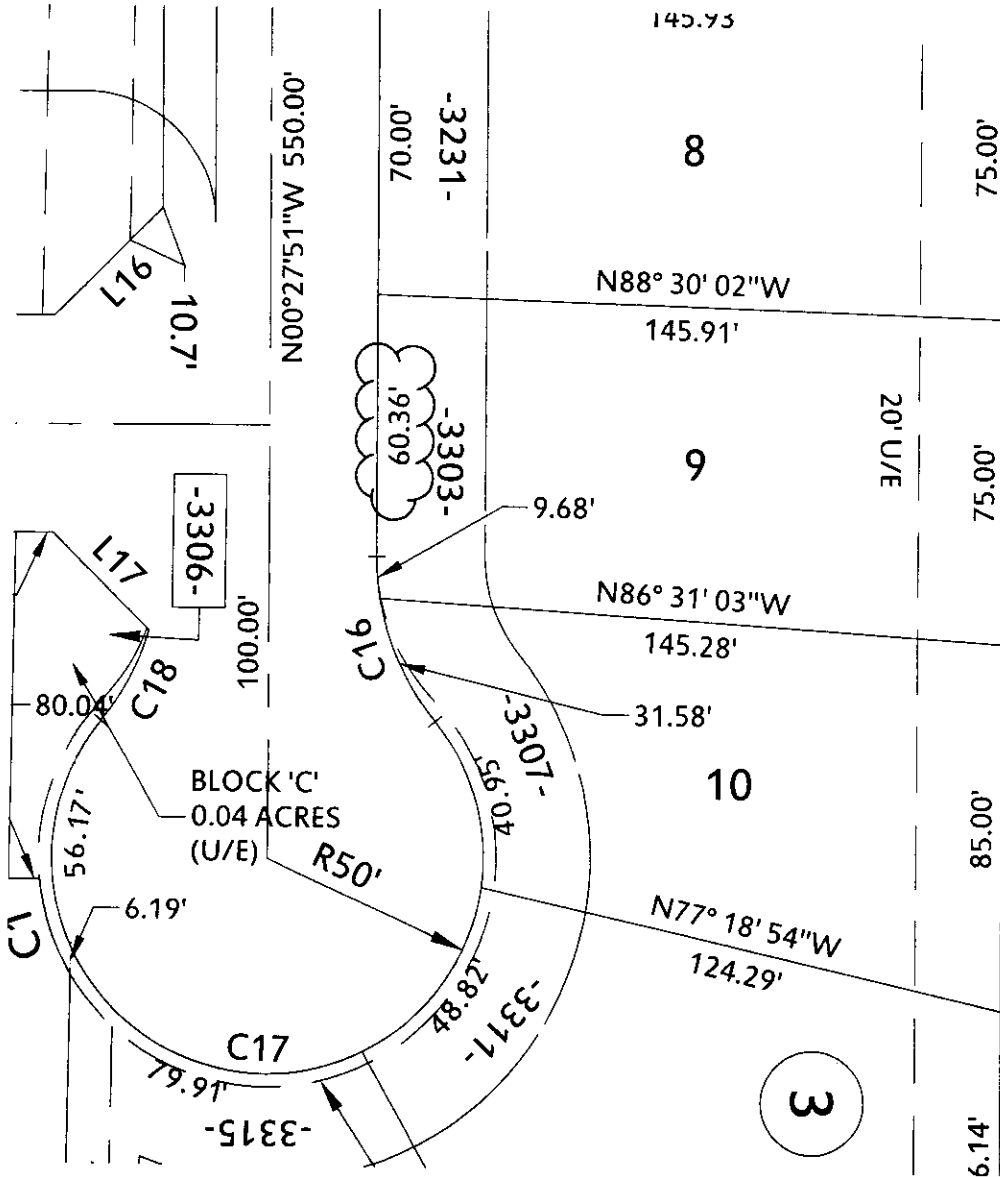 145.93
N00°27'51"W 550.00'
70.00'
-3231-
8
75.00'
L16
10.7'
N88° 30' 02"W
145.91'
60.36'
-3303-
9
20' U/E
75.00'
9.68'
-3306-
L17
N86° 31' 03"W
145.28'
C16
100.00'
C18
80.04'
31.58'
-3307-
40.95'
10
85.00'
BLOCK 'C'
0.04 ACRES
(U/E)
R50'
56.17'
C1
6.19'
N77° 18' 54"W
124.29'
48.82'
-3311-
C17
79.91'
-3315-
3
6.14'
7